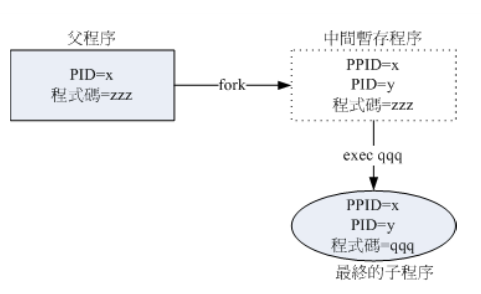 父程序
PID=x
程式碼=zzz
fork
中間暫存程序
PPID=x
PID=y
程式碼=zzz
exec qqq
PPID=x
PID=y
程式碼=qqq
最終的子程序